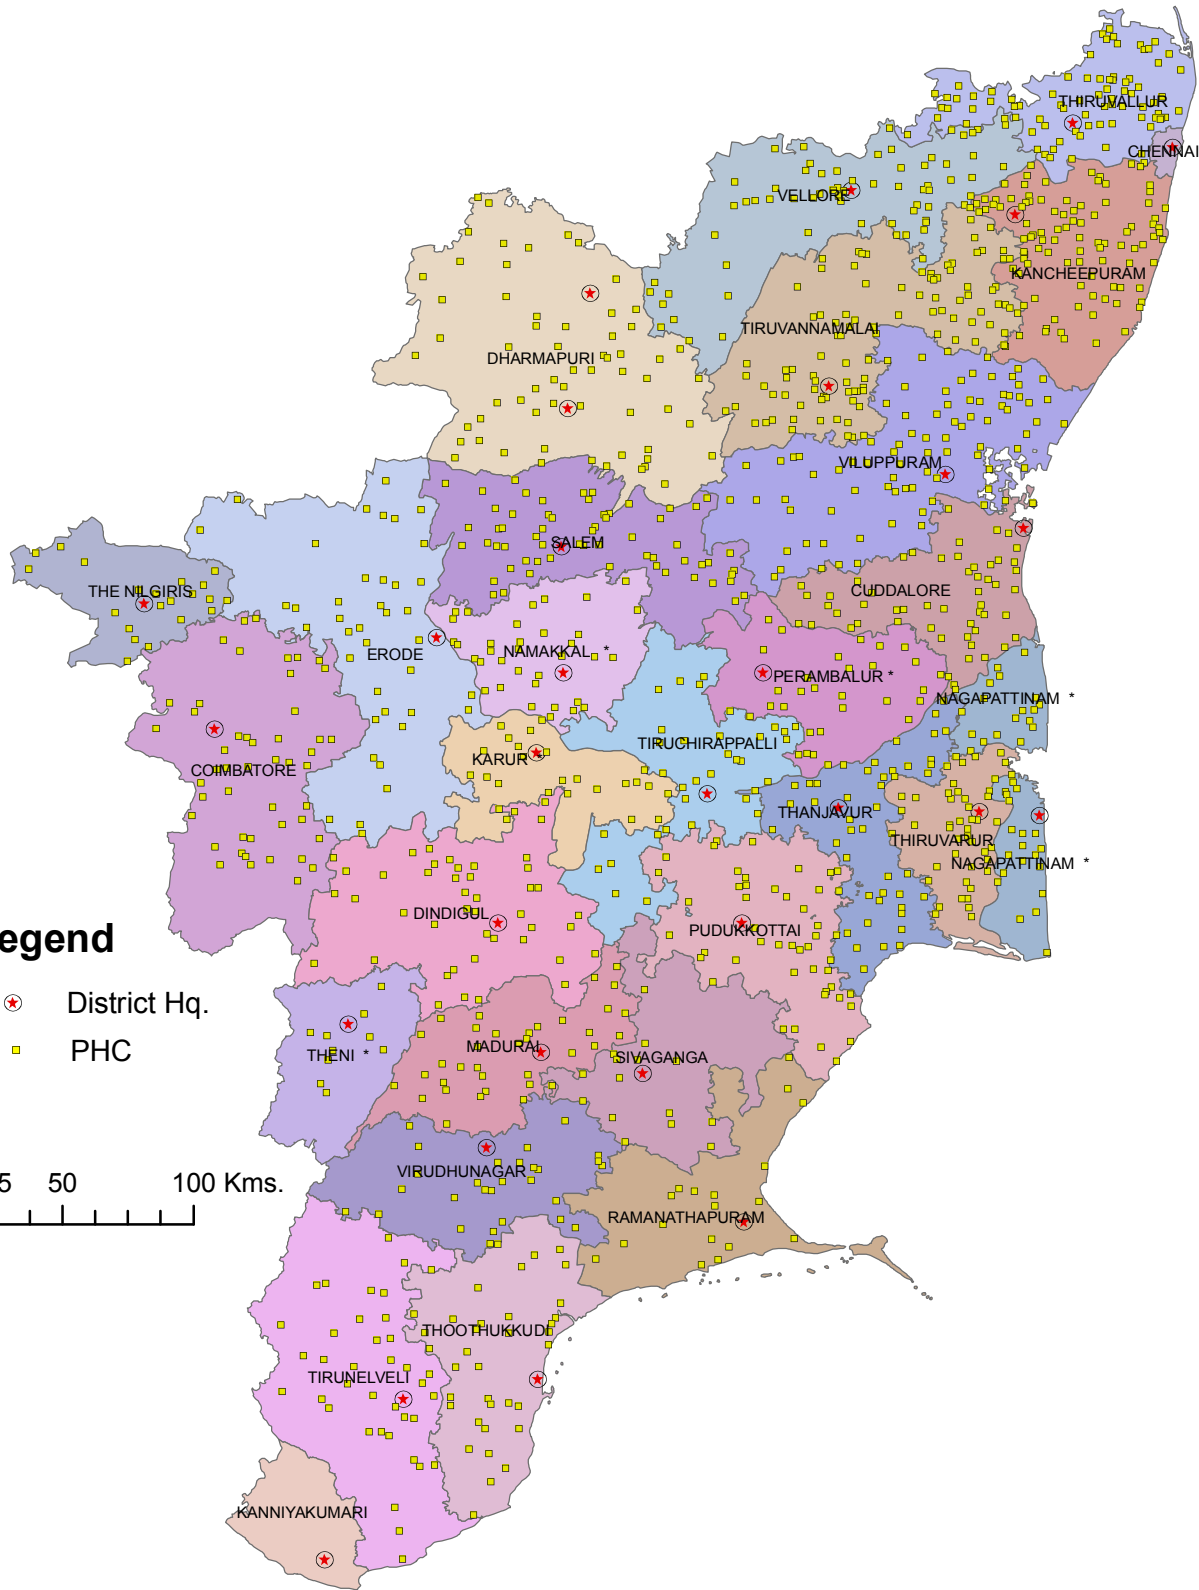 THIRUVALLUR
CHENNAI
VELLORE
KANCHEEPURAM
TIRUVANNAMALAI
DHARMAPURI
VILUPPURAM
SALEM
THE NILGIRIS
CUDDALORE
ERODE
NAMAKKAL *
PERAMBALUR *
NAGAPATTINAM *
TIRUCHIRAPPALLI
KARUR
COIMBATORE
THANJAVUR
THIRUVARUR
NAGAPATTINAM *
DINDIGUL
PUDUKKOTTAI
egend
District Hq.
PHC
THENI *
MADURAI
SIVAGANGA
VIRUDHUNAGAR
5 50 100 Kms.
RAMANATHAPURAM
THOOTHUKKUDI
TIRUNELVELI
KANNIYAKUMARI